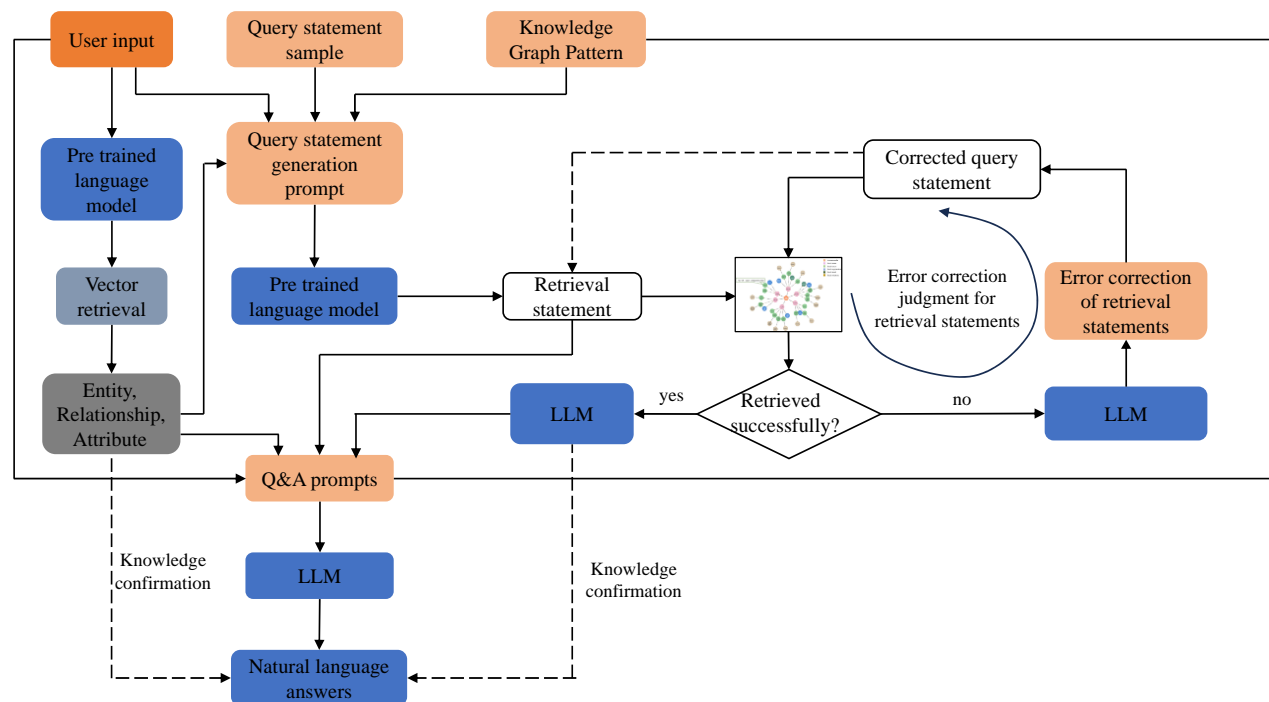 User input
Query statement
sample
Knowledge
Graph Pattern
Pre trained
language
model
Query statement
generation
prompt
Corrected query
statement
Vector
retrieval
Pre trained
language model
Retrieval
statement
Error correction
judgment for
retrieval statements
Error correction
of retrieval
statements
Entity,
Relationship,
Attribute
LLM
yes
Retrieved
successfully?
no
LLM
Q&A prompts
Knowledge
confirmation
LLM
Knowledge
confirmation
Natural language
answers